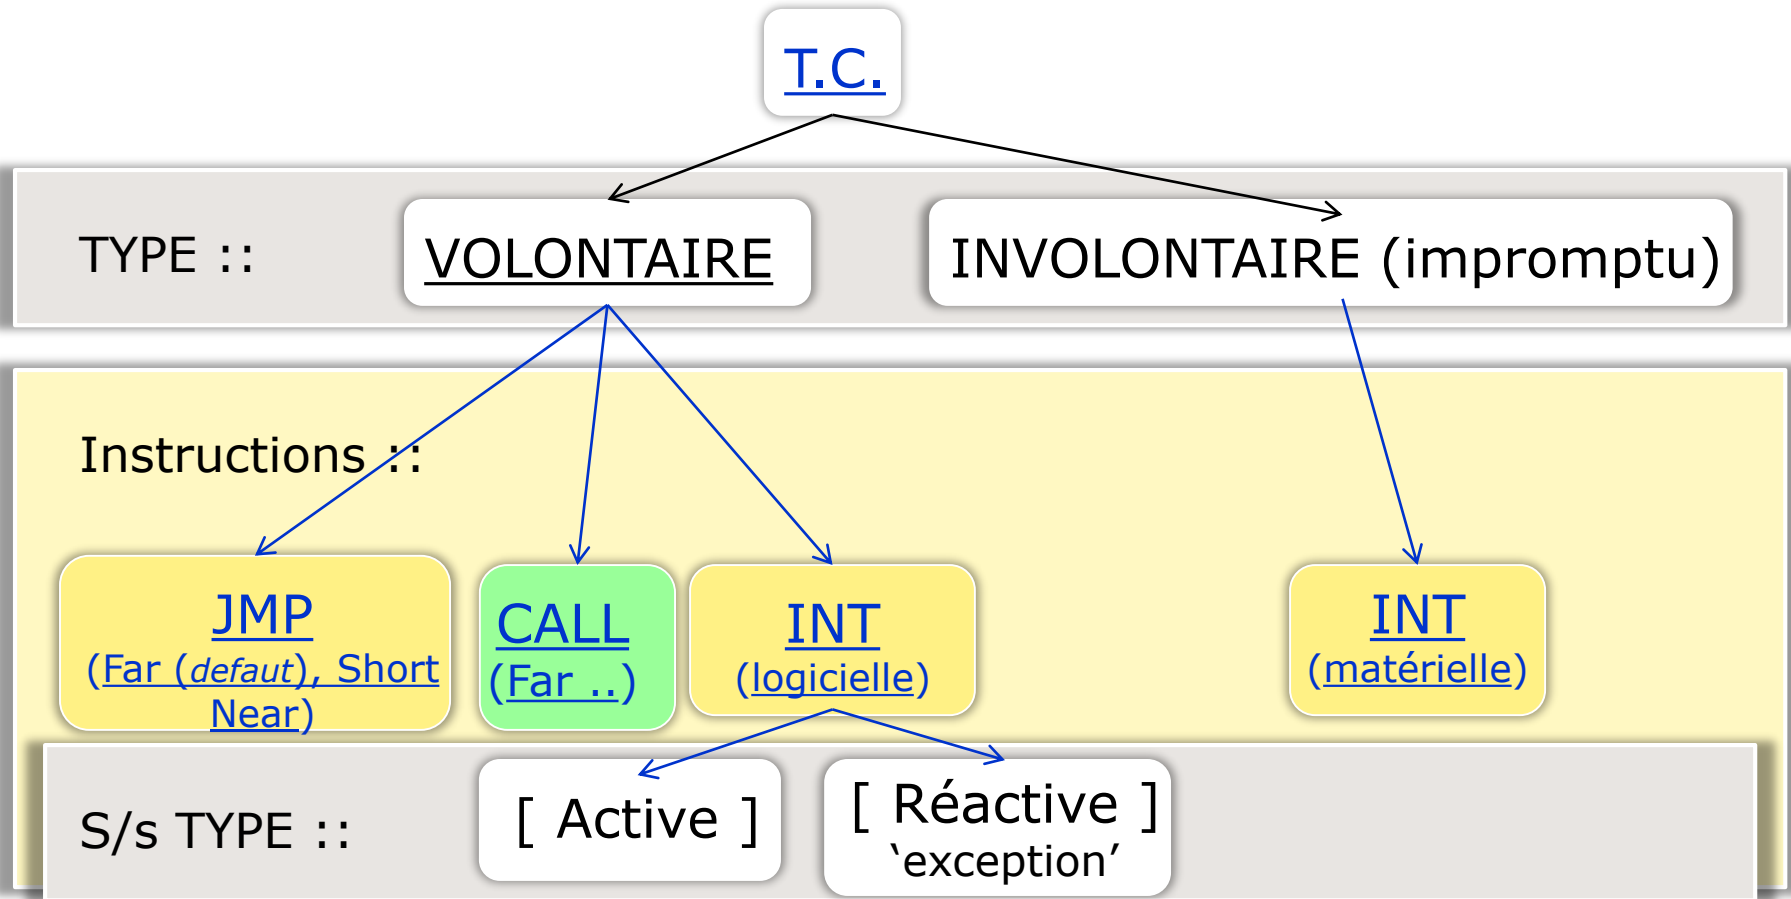 T.C.
TYPE ::
VOLONTAIRE
INVOLONTAIRE (impromptu)
Instructions ::
JMP
(Far (defaut), Short
Near)
CALL
(Far ..)
INT
(logicielle)
INT
(matérielle)
S/s TYPE ::
[ Active ]
[ Réactive ]
‘exception’